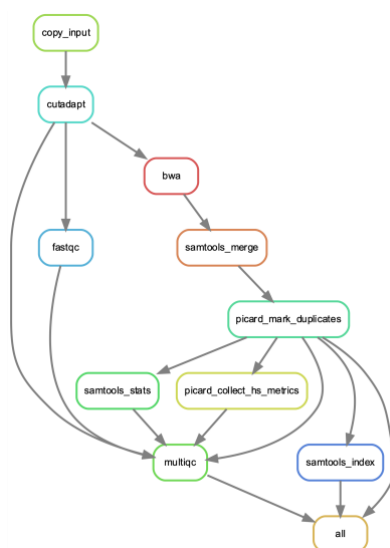 copy_input
cutadapt
bwa
fastqc
samtools_merge
picard_mark_duplicates
samtools_stats
picard_collect_hs_metrics
multiqc
samtools_index
all